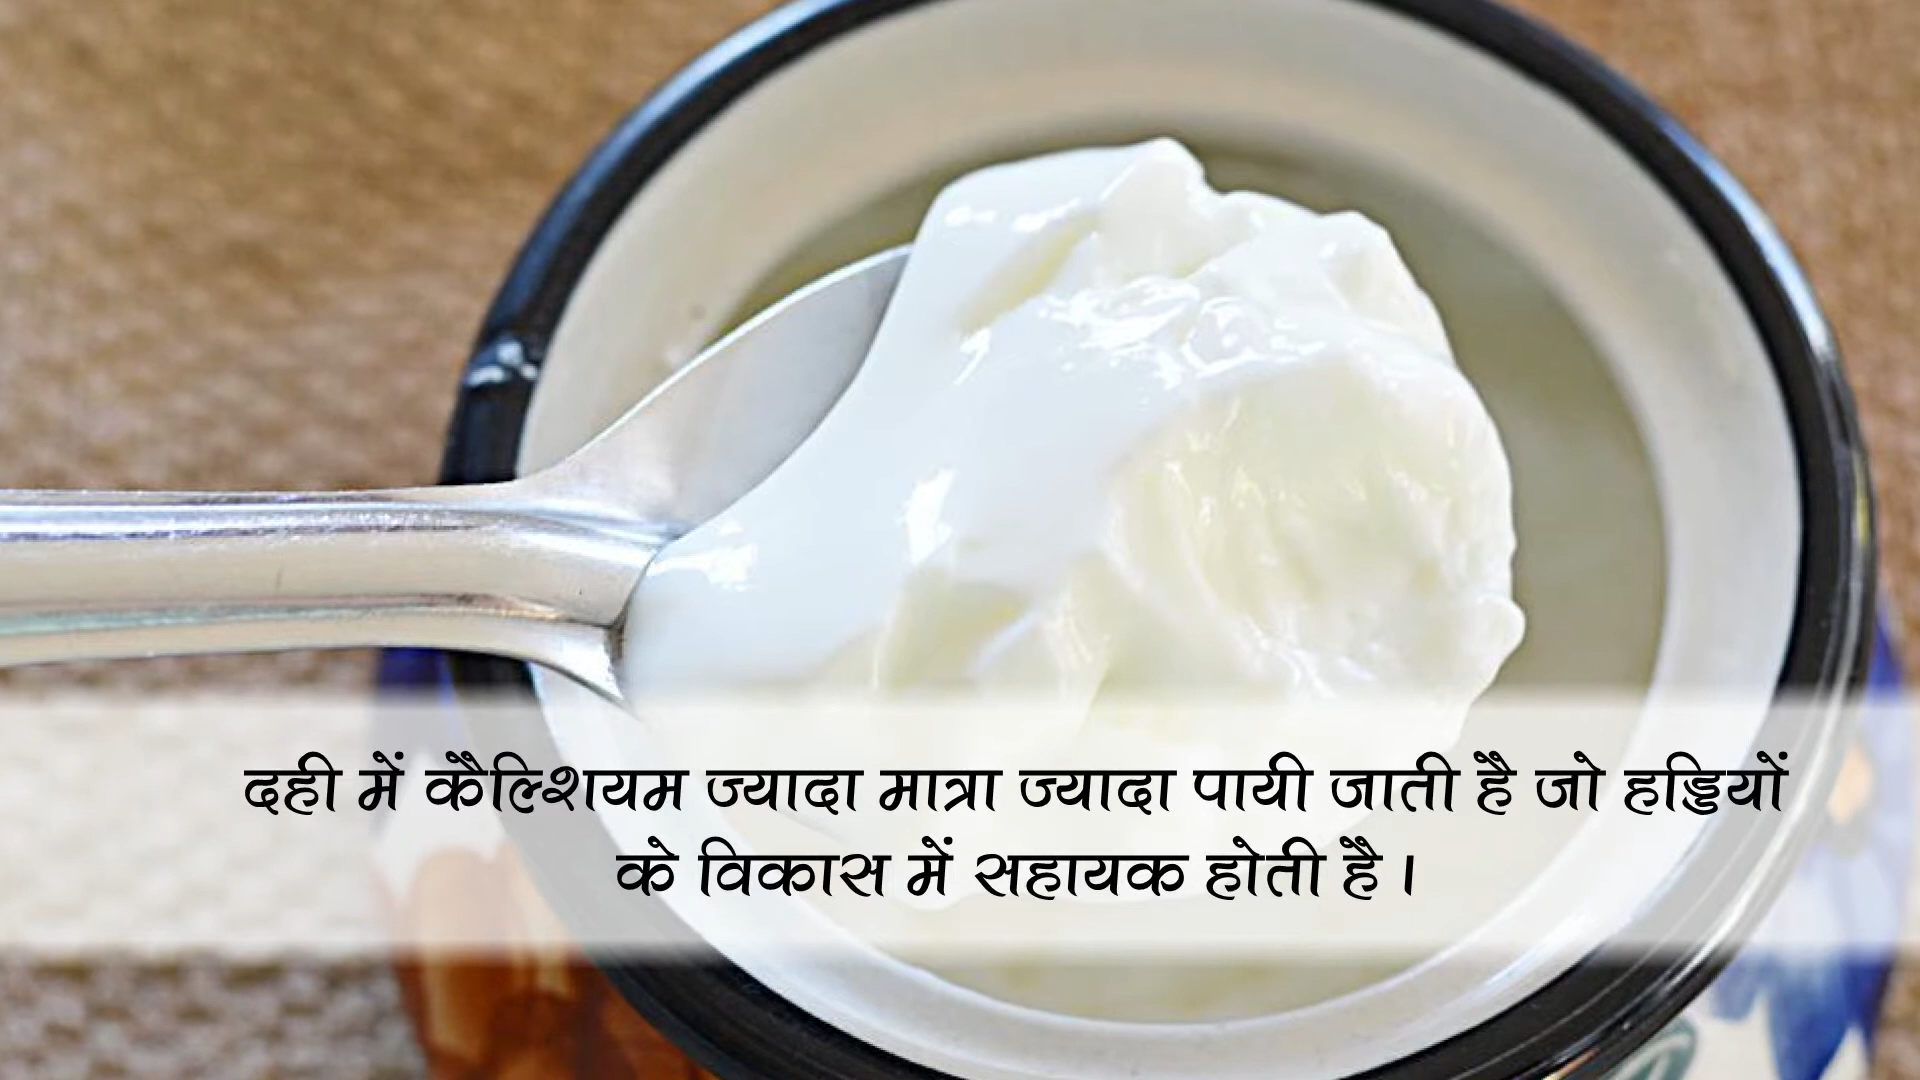 दही में कैल्शियम ज्यादा मात्रा ज्यादा पायी जाती है जो हड्डियों
के विकास में सहायक होती है ।